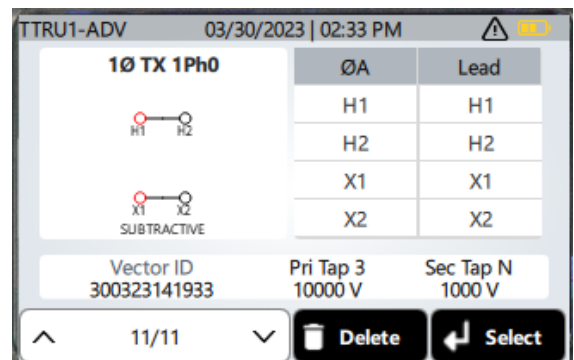 TTRU1-ADV 03/30/2023 | 02:33 PM
1Ø TX 1Ph0
H1 H2
X1 X2
SUBTRACTIVE
ØA Lead
H1 H1
H2 H2
X1 X1
X2 X2
Vector ID Pri Tap 3 Sec Tap N
300323141933 10000 V 1000 V
11/11 Delete Select